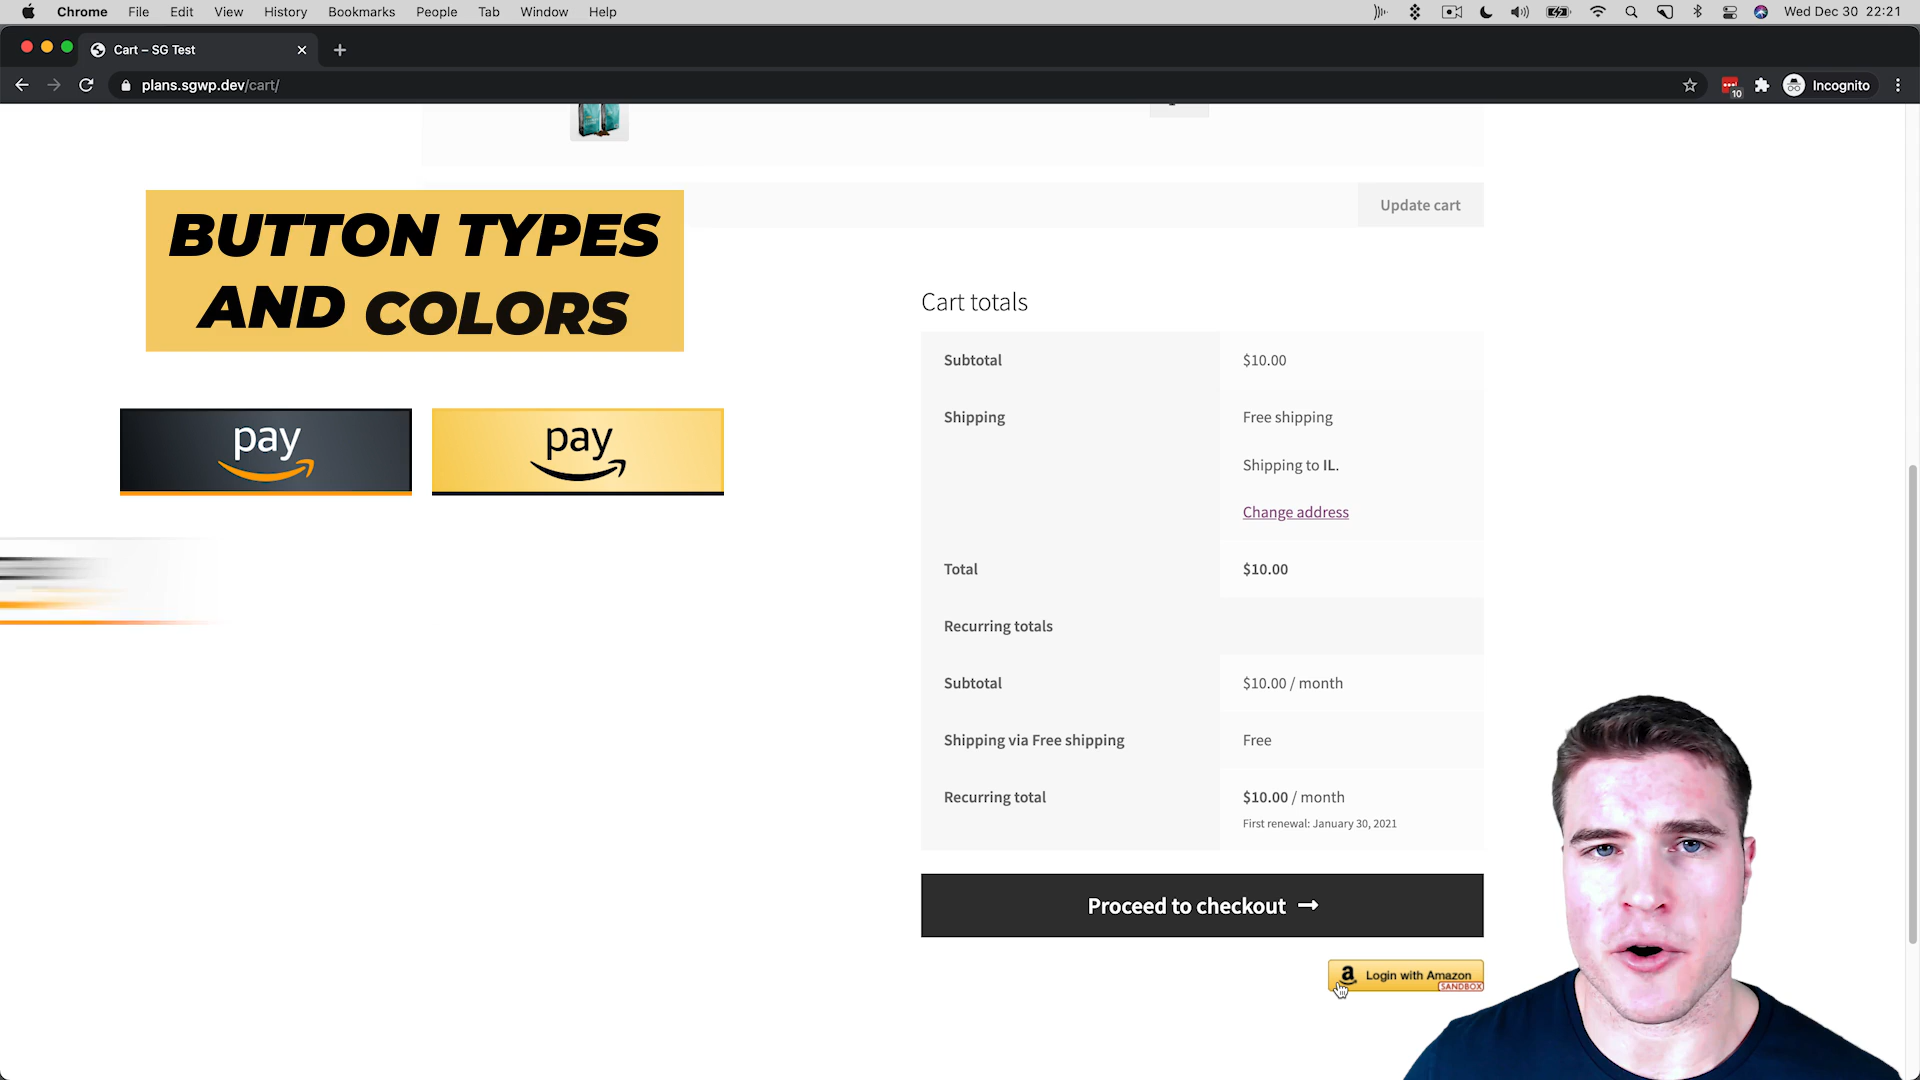 Chrome File Edit View History Bookmarks People Tab Window Help Wed Dec 30 22:21
Cart – SG Test
plans.sgwp.dev/cart/
10
Incognito
Update cart
BUTTON TYPES
AND COLORS
pay
pay
Cart totals
Subtotal $10.00
Shipping Free shipping
Shipping to IL.
Change address
Total $10.00
Recurring totals
Subtotal $10.00 / month
Shipping via Free shipping Free
Recurring total $10.00 / month
First renewal: January 30, 2021
Proceed to checkout →
a Login with Amazon
SANDBOX